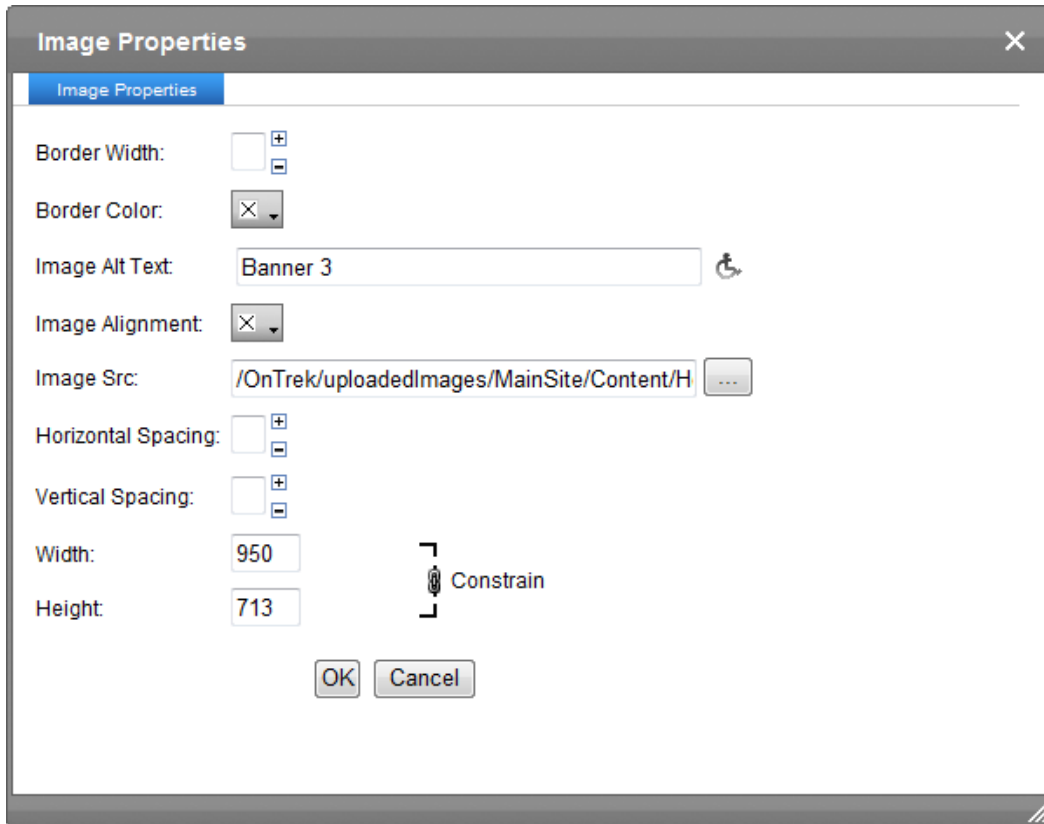 Image Properties
Image Properties
Border Width:
Border Color:
Image Alt Text: Banner 3
Image Alignment:
Image Src: /OnTrek/uploadedImages/MainSite/Content/H ...
Horizontal Spacing:
Vertical Spacing:
Width: 950
Constrain
Height: 713
OK Cancel